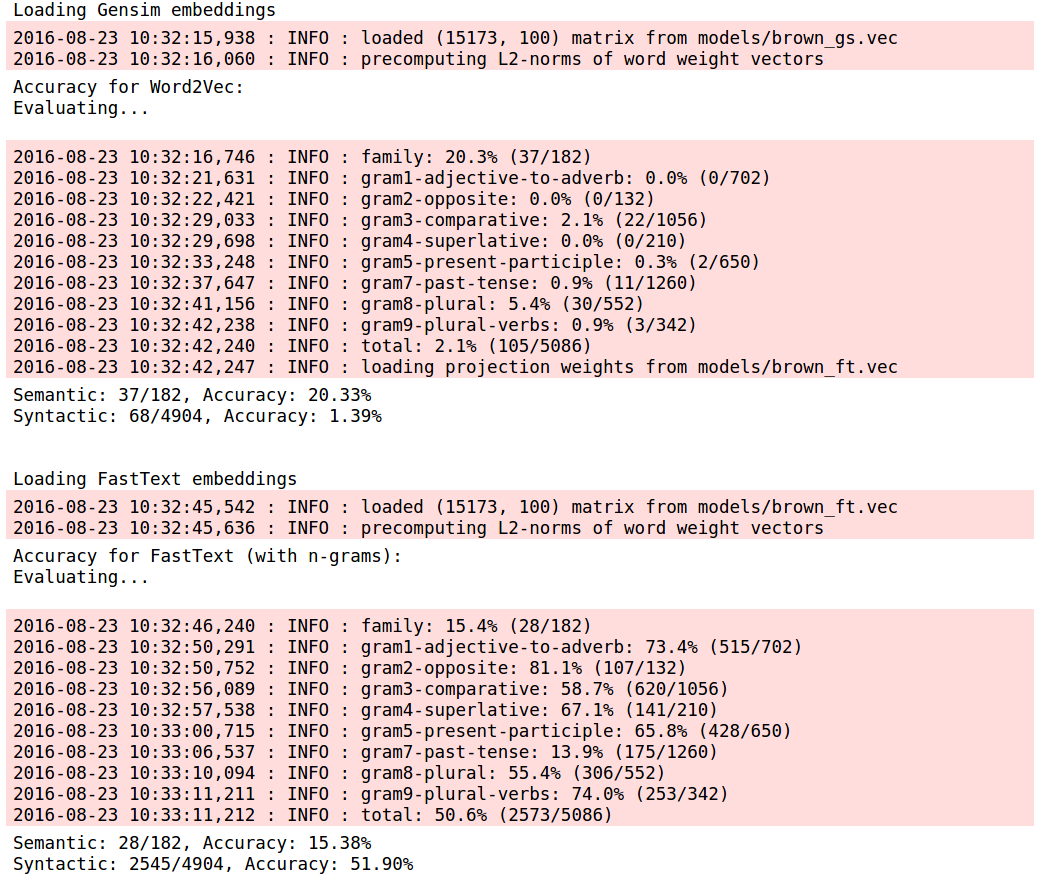 Loading Gensim embeddings
2016-08-23 10:32:15,938 : INFO : loaded (15173, 100) matrix from models/brown_gs.vec
2016-08-23 10:32:16,060 : INFO : precomputing L2-norms of word weight vectors
Accuracy for Word2Vec:
Evaluating...
2016-08-23 10:32:16,746 : INFO : family: 20.3% (37/182)
2016-08-23 10:32:21,631 : INFO : gram1-adjective-to-adverb: 0.0% (0/702)
2016-08-23 10:32:22,421 : INFO : gram2-opposite: 0.0% (0/132)
2016-08-23 10:32:29,033 : INFO : gram3-comparative: 2.1% (22/1056)
2016-08-23 10:32:29,698 : INFO : gram4-superlative: 0.0% (0/210)
2016-08-23 10:32:33,248 : INFO : gram5-present-participle: 0.3% (2/650)
2016-08-23 10:32:37,647 : INFO : gram7-past-tense: 0.9% (11/1260)
2016-08-23 10:32:41,156 : INFO : gram8-plural: 5.4% (30/552)
2016-08-23 10:32:42,238 : INFO : gram9-plural-verbs: 0.9% (3/342)
2016-08-23 10:32:42,240 : INFO : total: 2.1% (105/5086)
2016-08-23 10:32:42,247 : INFO : loading projection weights from models/brown_ft.vec
Semantic: 37/182, Accuracy: 20.33%
Syntactic: 68/4904, Accuracy: 1.39%
Loading FastText embeddings
2016-08-23 10:32:45,542 : INFO : loaded (15173, 100) matrix from models/brown_ft.vec
2016-08-23 10:32:45,636 : INFO : precomputing L2-norms of word weight vectors
Accuracy for FastText (with n-grams):
Evaluating...
2016-08-23 10:32:46,240 : INFO : family: 15.4% (28/182)
2016-08-23 10:32:50,291 : INFO : gram1-adjective-to-adverb: 73.4% (515/702)
2016-08-23 10:32:50,752 : INFO : gram2-opposite: 81.1% (107/132)
2016-08-23 10:32:56,089 : INFO : gram3-comparative: 58.7% (620/1056)
2016-08-23 10:32:57,538 : INFO : gram4-superlative: 67.1% (141/210)
2016-08-23 10:33:00,715 : INFO : gram5-present-participle: 65.8% (428/650)
2016-08-23 10:33:06,537 : INFO : gram7-past-tense: 13.9% (175/1260)
2016-08-23 10:33:10,094 : INFO : gram8-plural: 55.4% (306/552)
2016-08-23 10:33:11,211 : INFO : gram9-plural-verbs: 74.0% (253/342)
2016-08-23 10:33:11,212 : INFO : total: 50.6% (2573/5086)
Semantic: 28/182, Accuracy: 15.38%
Syntactic: 2545/4904, Accuracy: 51.90%